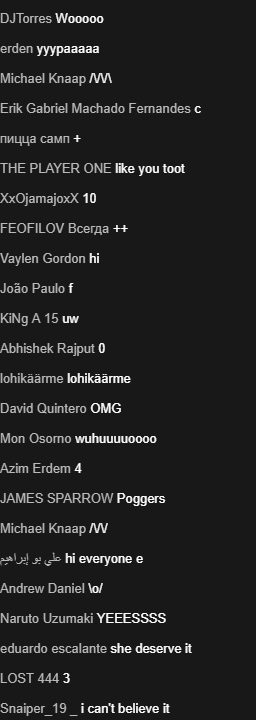 DJTorres Wooooo
erden yyypaaaaa
Michael Knaap /\/\/\
Erik Gabriel Machado Fernandes c
пицца самп +
THE PLAYER ONE like you toot
XxOjamajoxX 10
FEOFILOV Всегда ++
Vaylen Gordon hi
João Paulo f
KiNg A 15 uw
Abhishek Rajput 0
lohikäärme lohikäärme
David Quintero OMG
Mon Osorno wuhuuuuoooo
Azim Erdem 4
JAMES SPARROW Poggers
Michael Knaap /\/\/
علي بو إبراهيم hi everyone e
Andrew Daniel \o/
Naruto Uzumaki YEEESSSS
eduardo escalante she deserve it
LOST 444 3
Snaiper_19 _ i can't believe it